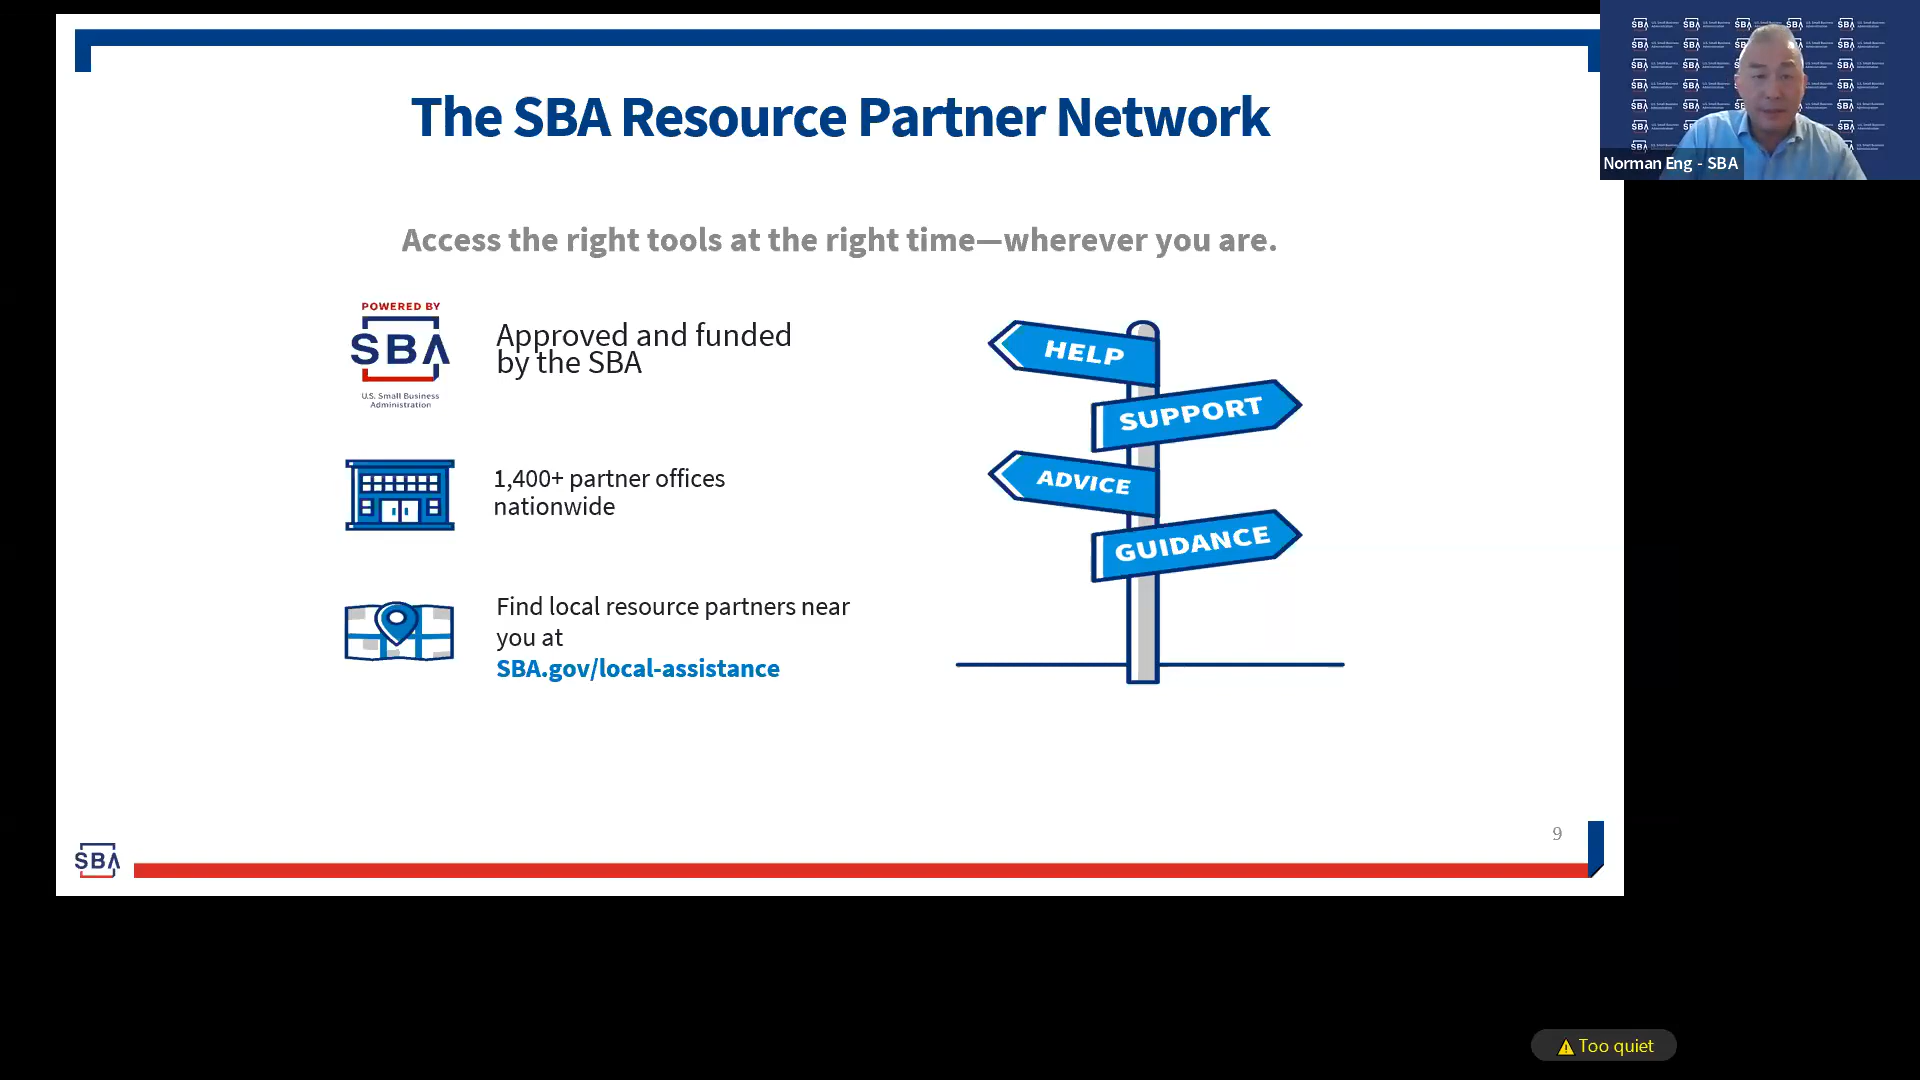 The SBA Resource Partner Network
Access the right tools at the right time—wherever you are.
POWERED BY
SBA
U.S. Small Business
Administration
Approved and funded
by the SBA
1,400+ partner offices
nationwide
Find local resource partners near
you at
SBA.gov/local-assistance
HELP
SUPPORT
ADVICE
GUIDANCE
9
SBA
Norman Eng - SBA
Too quiet